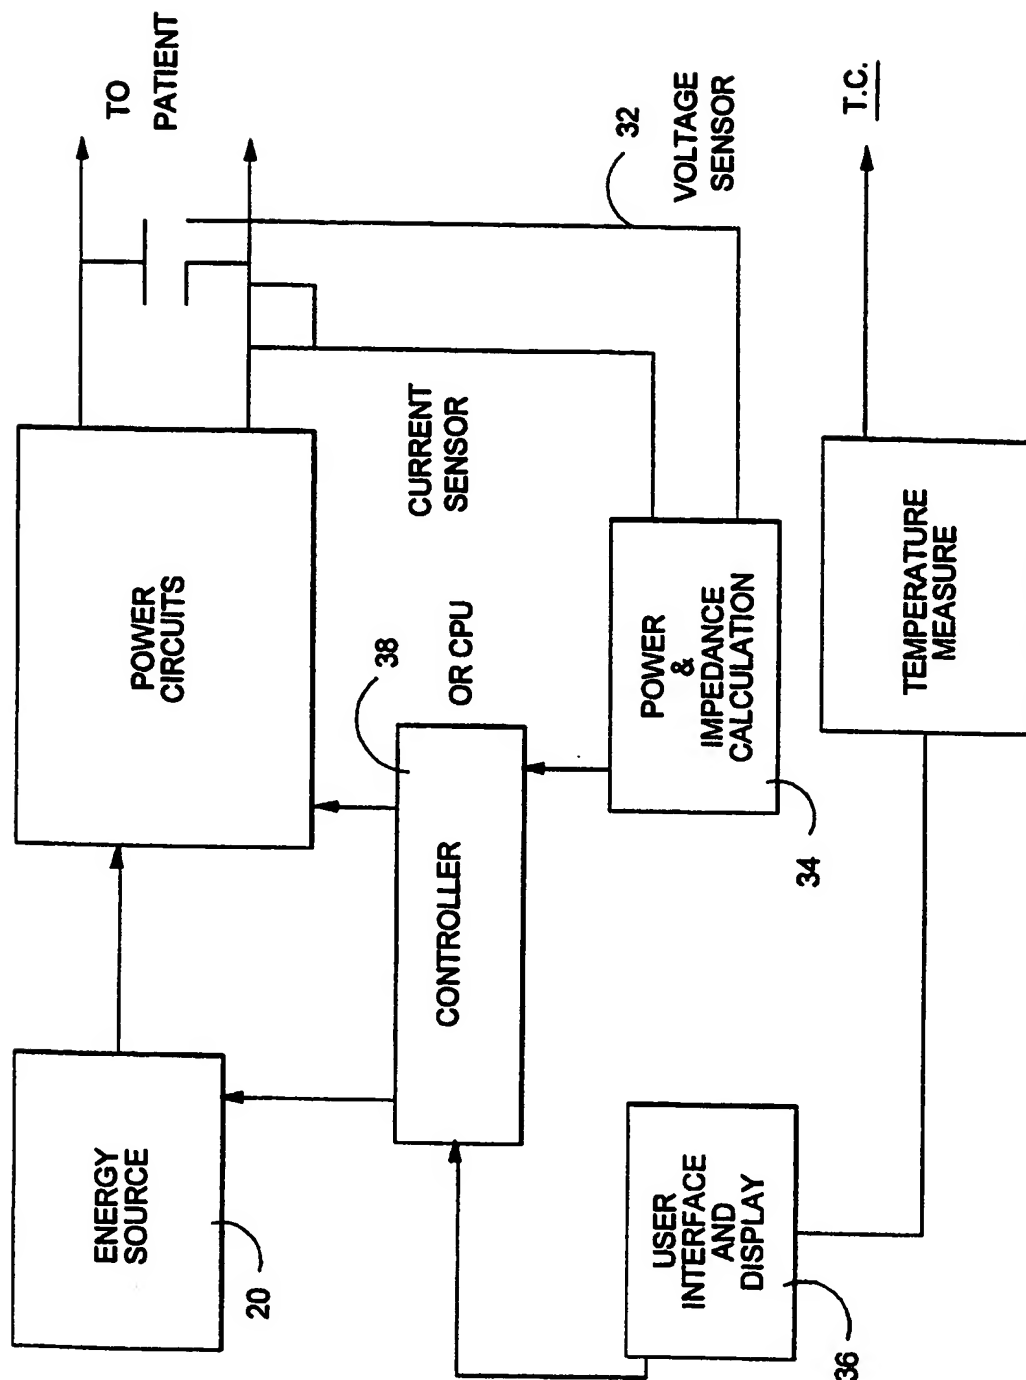 ENERGY
SOURCE
20
POWER
CIRCUITS
TO
PATIENT
CONTROLLER
38
OR CPU
CURRENT
SENSOR
32
VOLTAGE
SENSOR
USER
INTERFACE
AND
DISPLAY
36
POWER
&
IMPEDANCE
CALCULATION
34
TEMPERATURE
MEASURE
T.C.